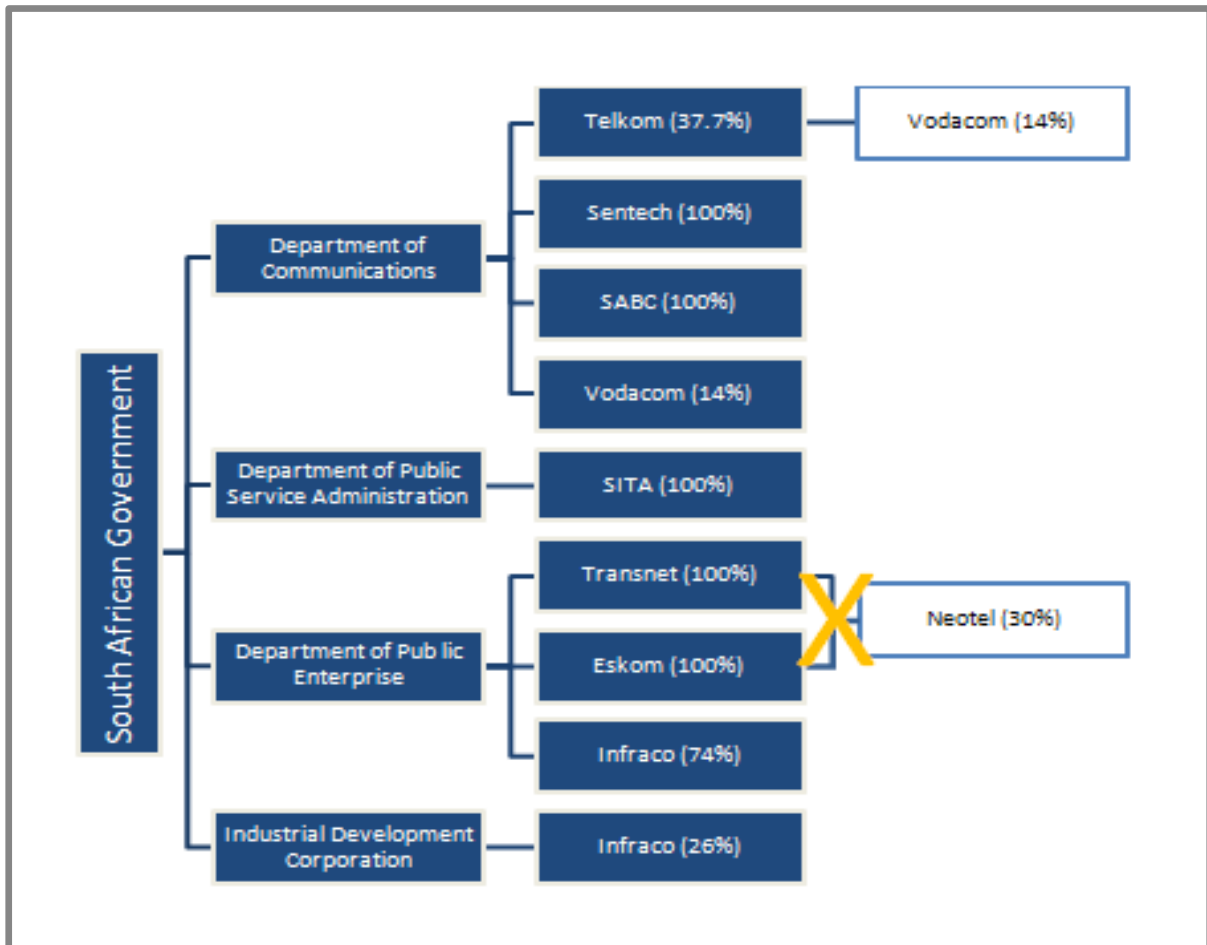 South African Government
Department of
Communications
Telkom (37.7%)
Vodacom (14%)
Sentech (100%)
SABC (100%)
Vodacom (14%)
Department of Public
Service Administration
SITA (100%)
Department of Public
Enterprise
Transnet (100%)
Eskom (100%)
Neotel (30%)
Infraco (74%)
Industrial Development
Corporation
Infraco (26%)